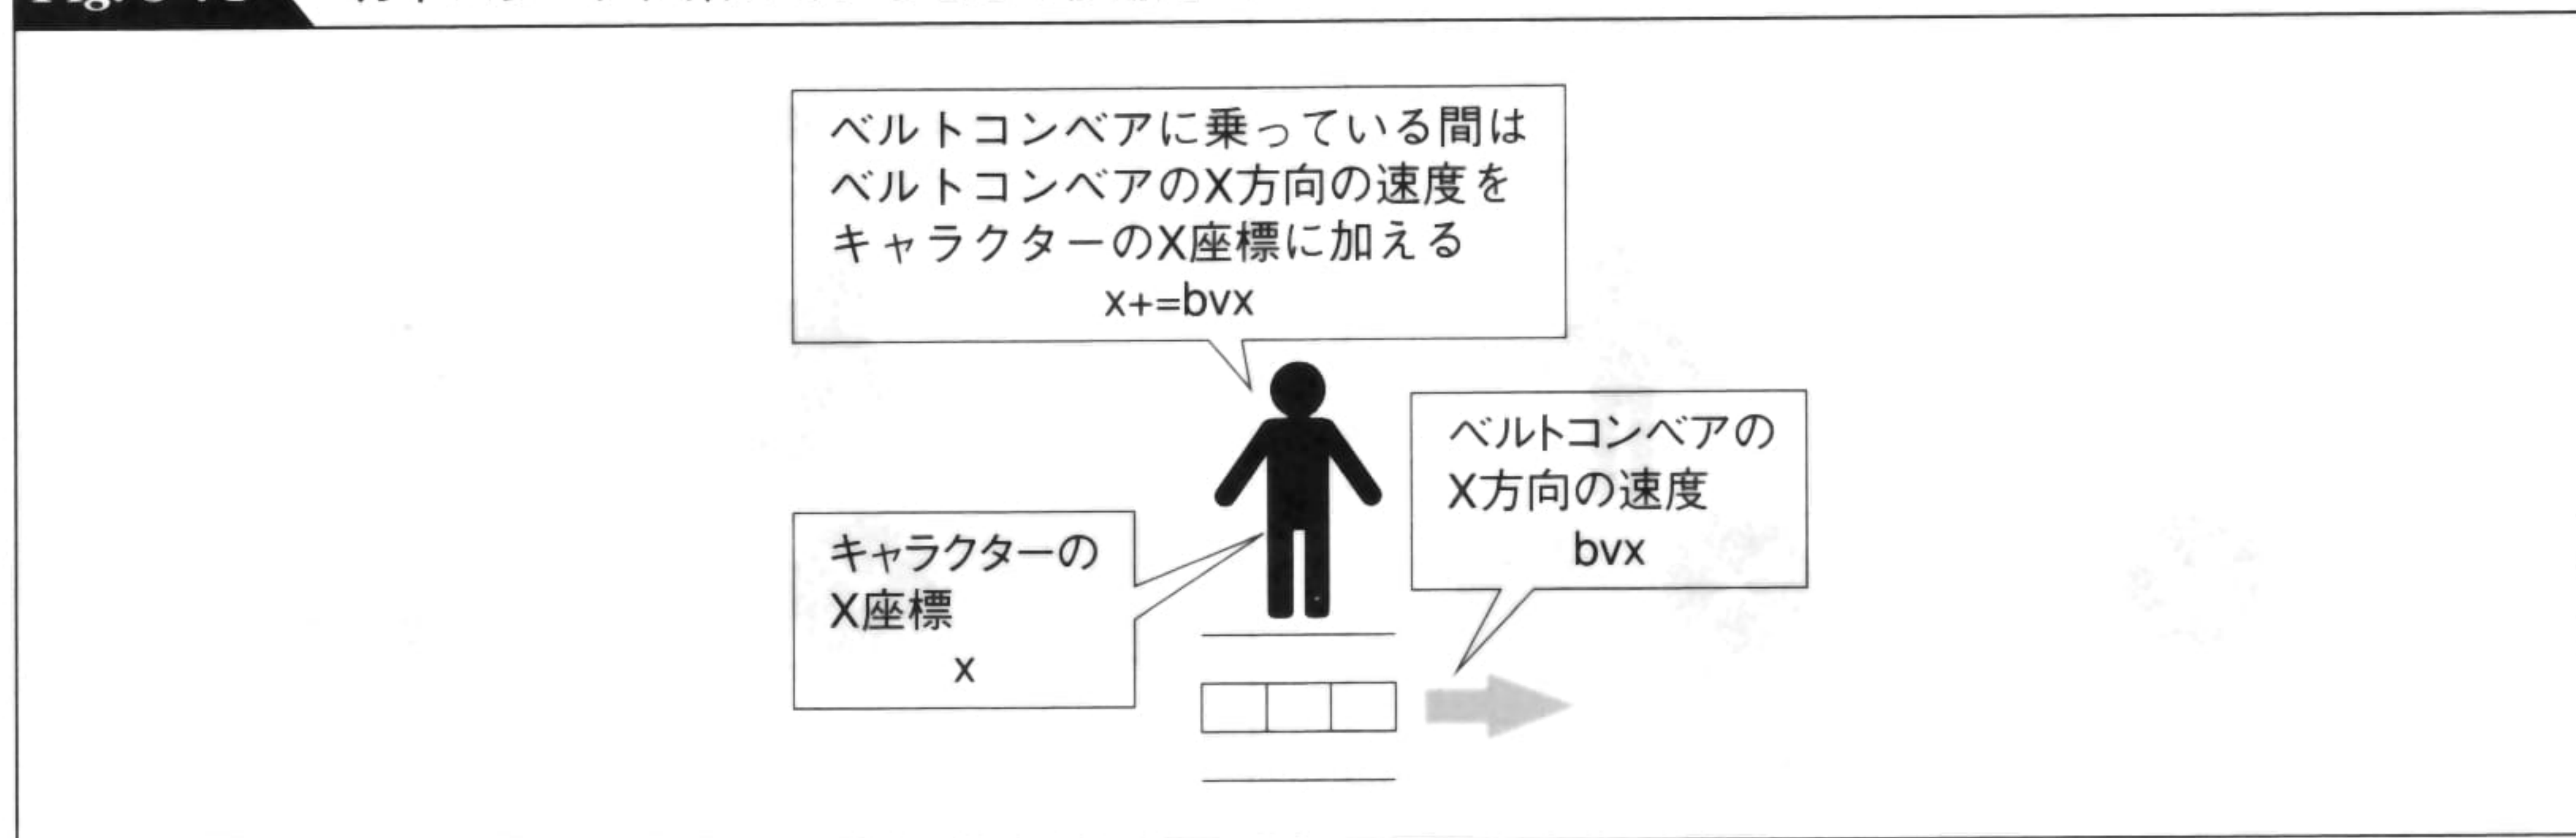 ベルトコンベアに乗っている間は
ベルトコンベアのX方向の速度を
キャラクターのX座標に加える
x+=bvx
ベルトコンベアの
X方向の速度
bvx
キャラクターの
X座標
x